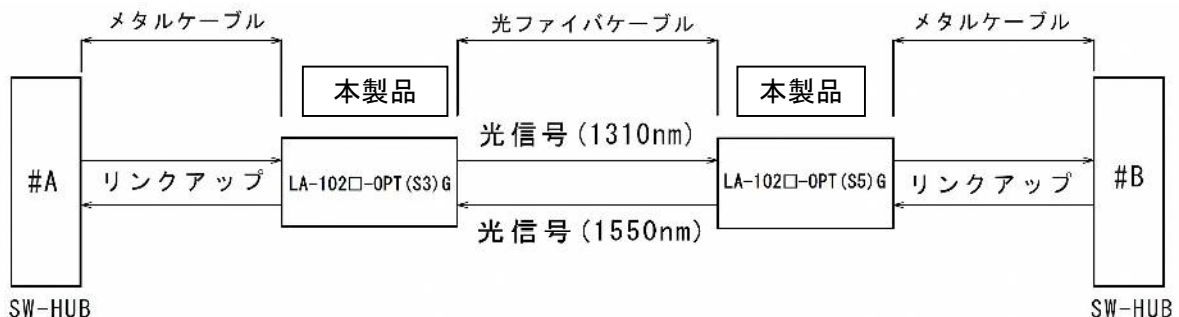 メタルケーブル
光ファイバケーブル
メタルケーブル
本製品
本製品
光信号(1310nm)
#A
リンクアップ
LA-102□-OPT(S3)G
LA-102□-OPT(S5)G
リンクアップ
#B
光信号(1550nm)
SW-HUB
SW-HUB